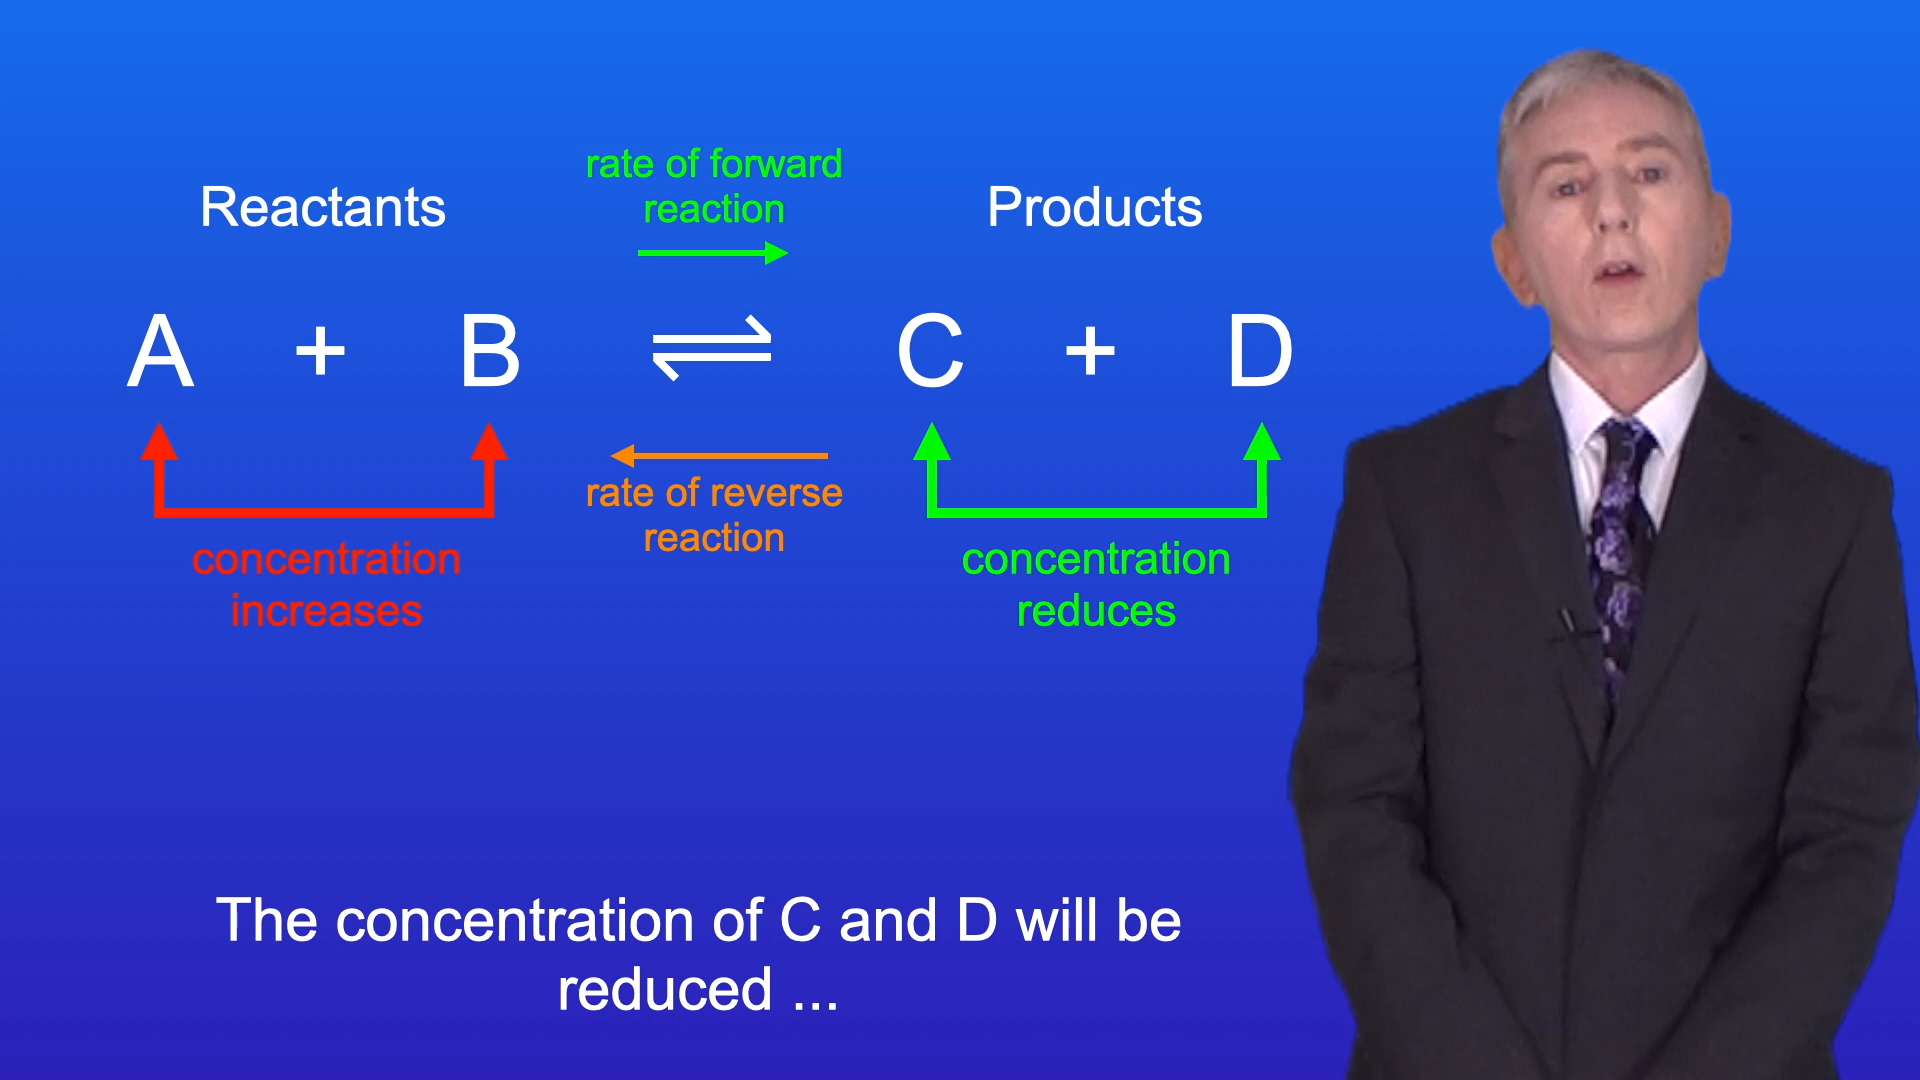 rate of forward
reaction
Reactants
Products
A + B ⇌ C + D
rate of reverse
reaction
concentration
increases
concentration
reduces
The concentration of C and D will be
reduced ...